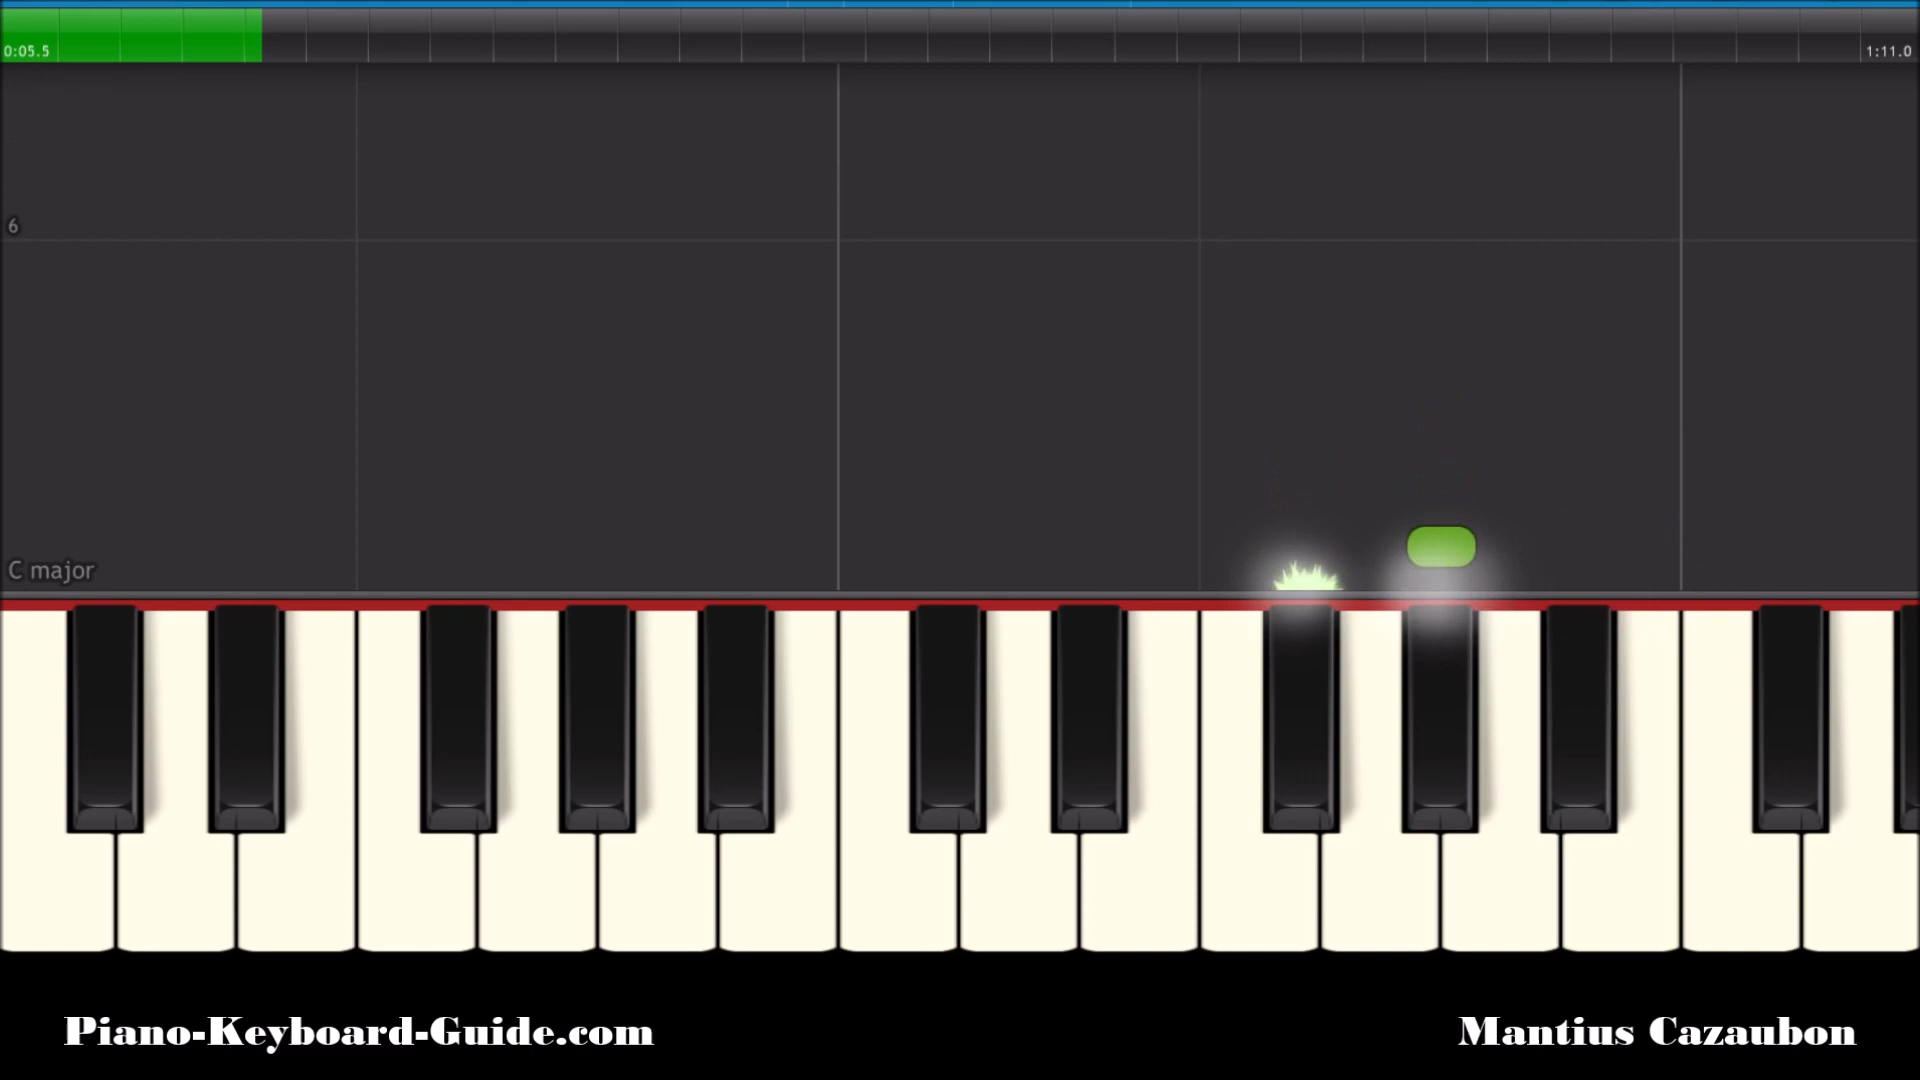 0:05.5
1:11.0
6
C major
Piano-Keyboard-Guide.com
Mantius Cazaubon